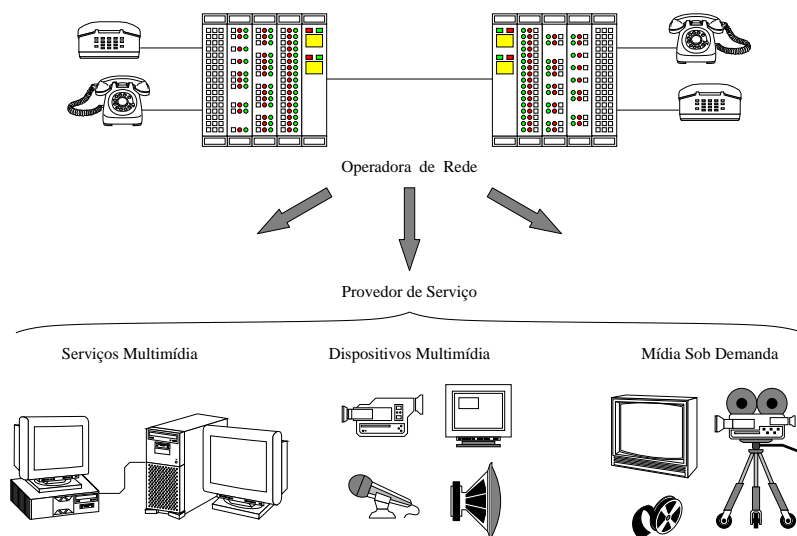 Operadora de Rede
Provedor de Serviço
Serviços Multimídia
Dispositivos Multimídia
Mídia Sob Demanda